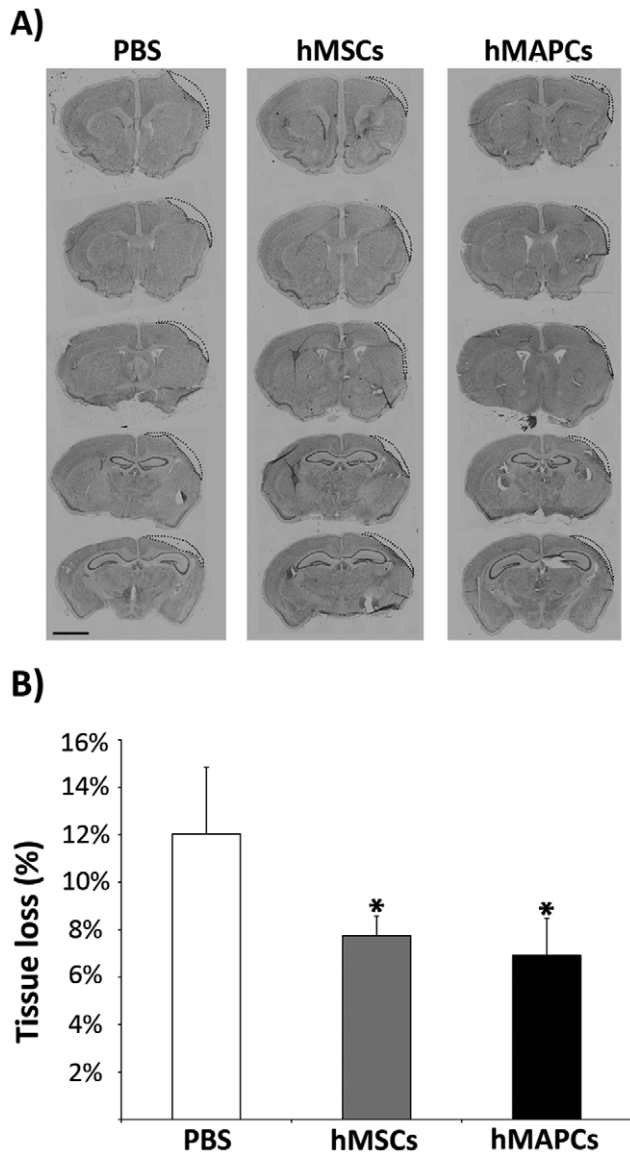 A)
PBS hMSCs hMAPCs
B)
Tissue loss (%)
16%
14%
12%
10%
8%
6%
4%
2%
* *
PBS hMSCs hMAPCs